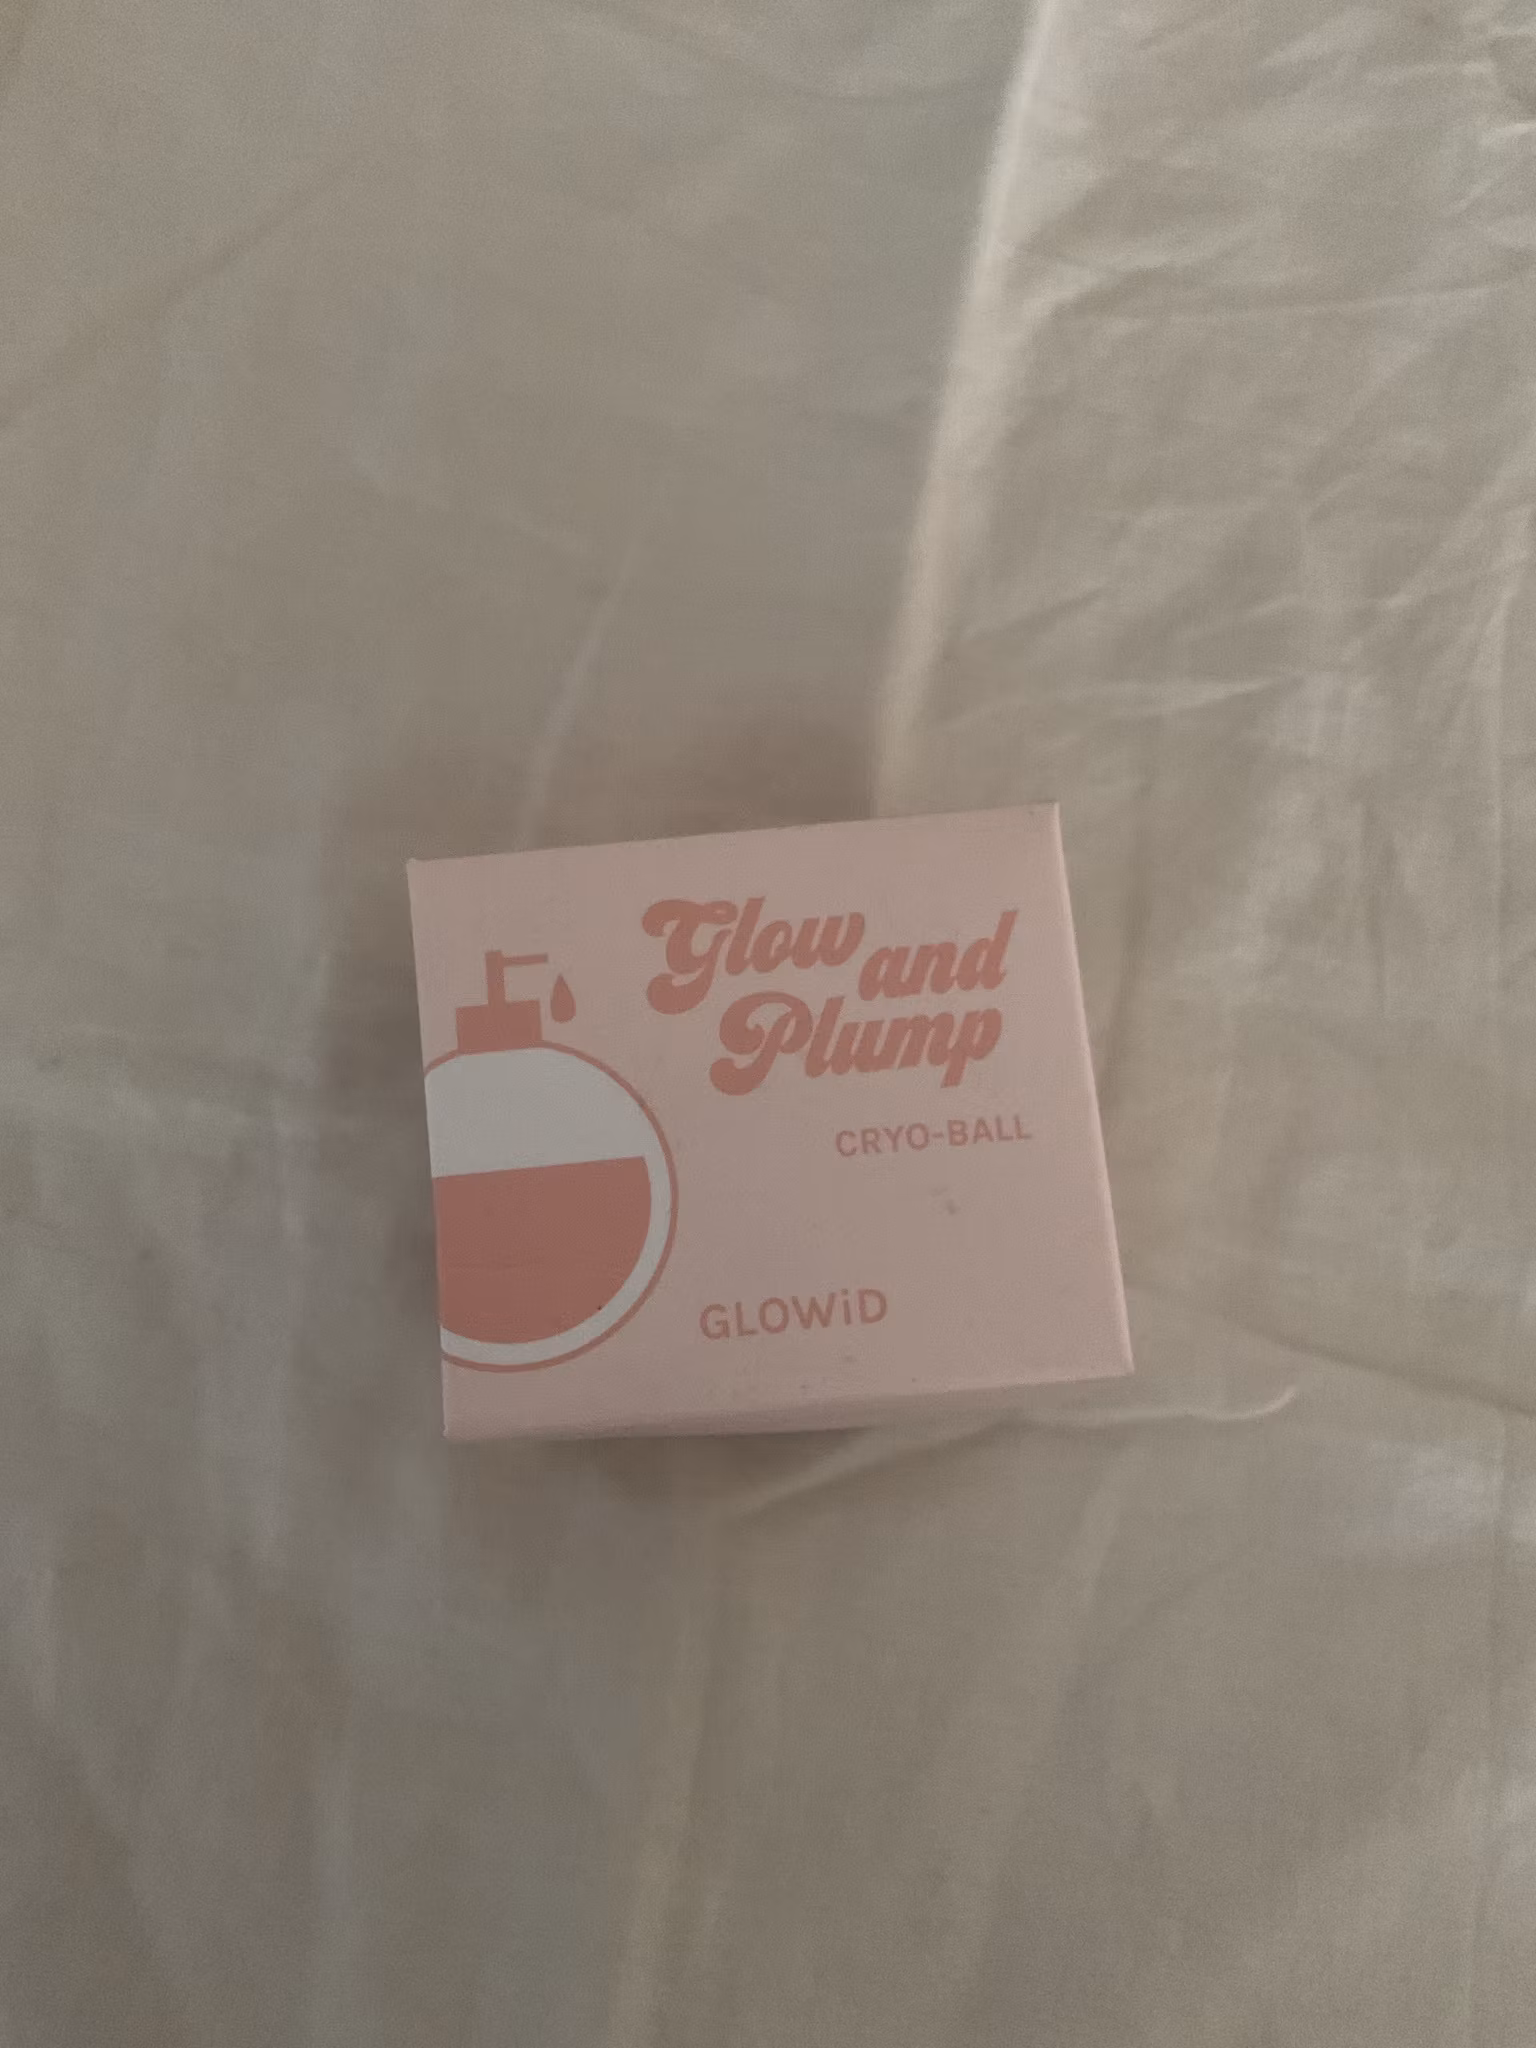 Glow and
Plump
CRYO-BALL
GLOWiD